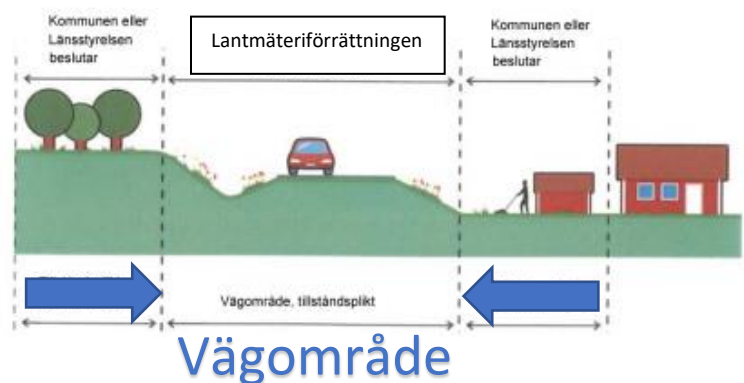 Kommunen eller
Länsstyrelsen
beslutar
Lantmäteriförrättningen
Kommunen eller
Länsstyrelsen
beslutar
Vägområde, tillståndsplikt
Vägområde